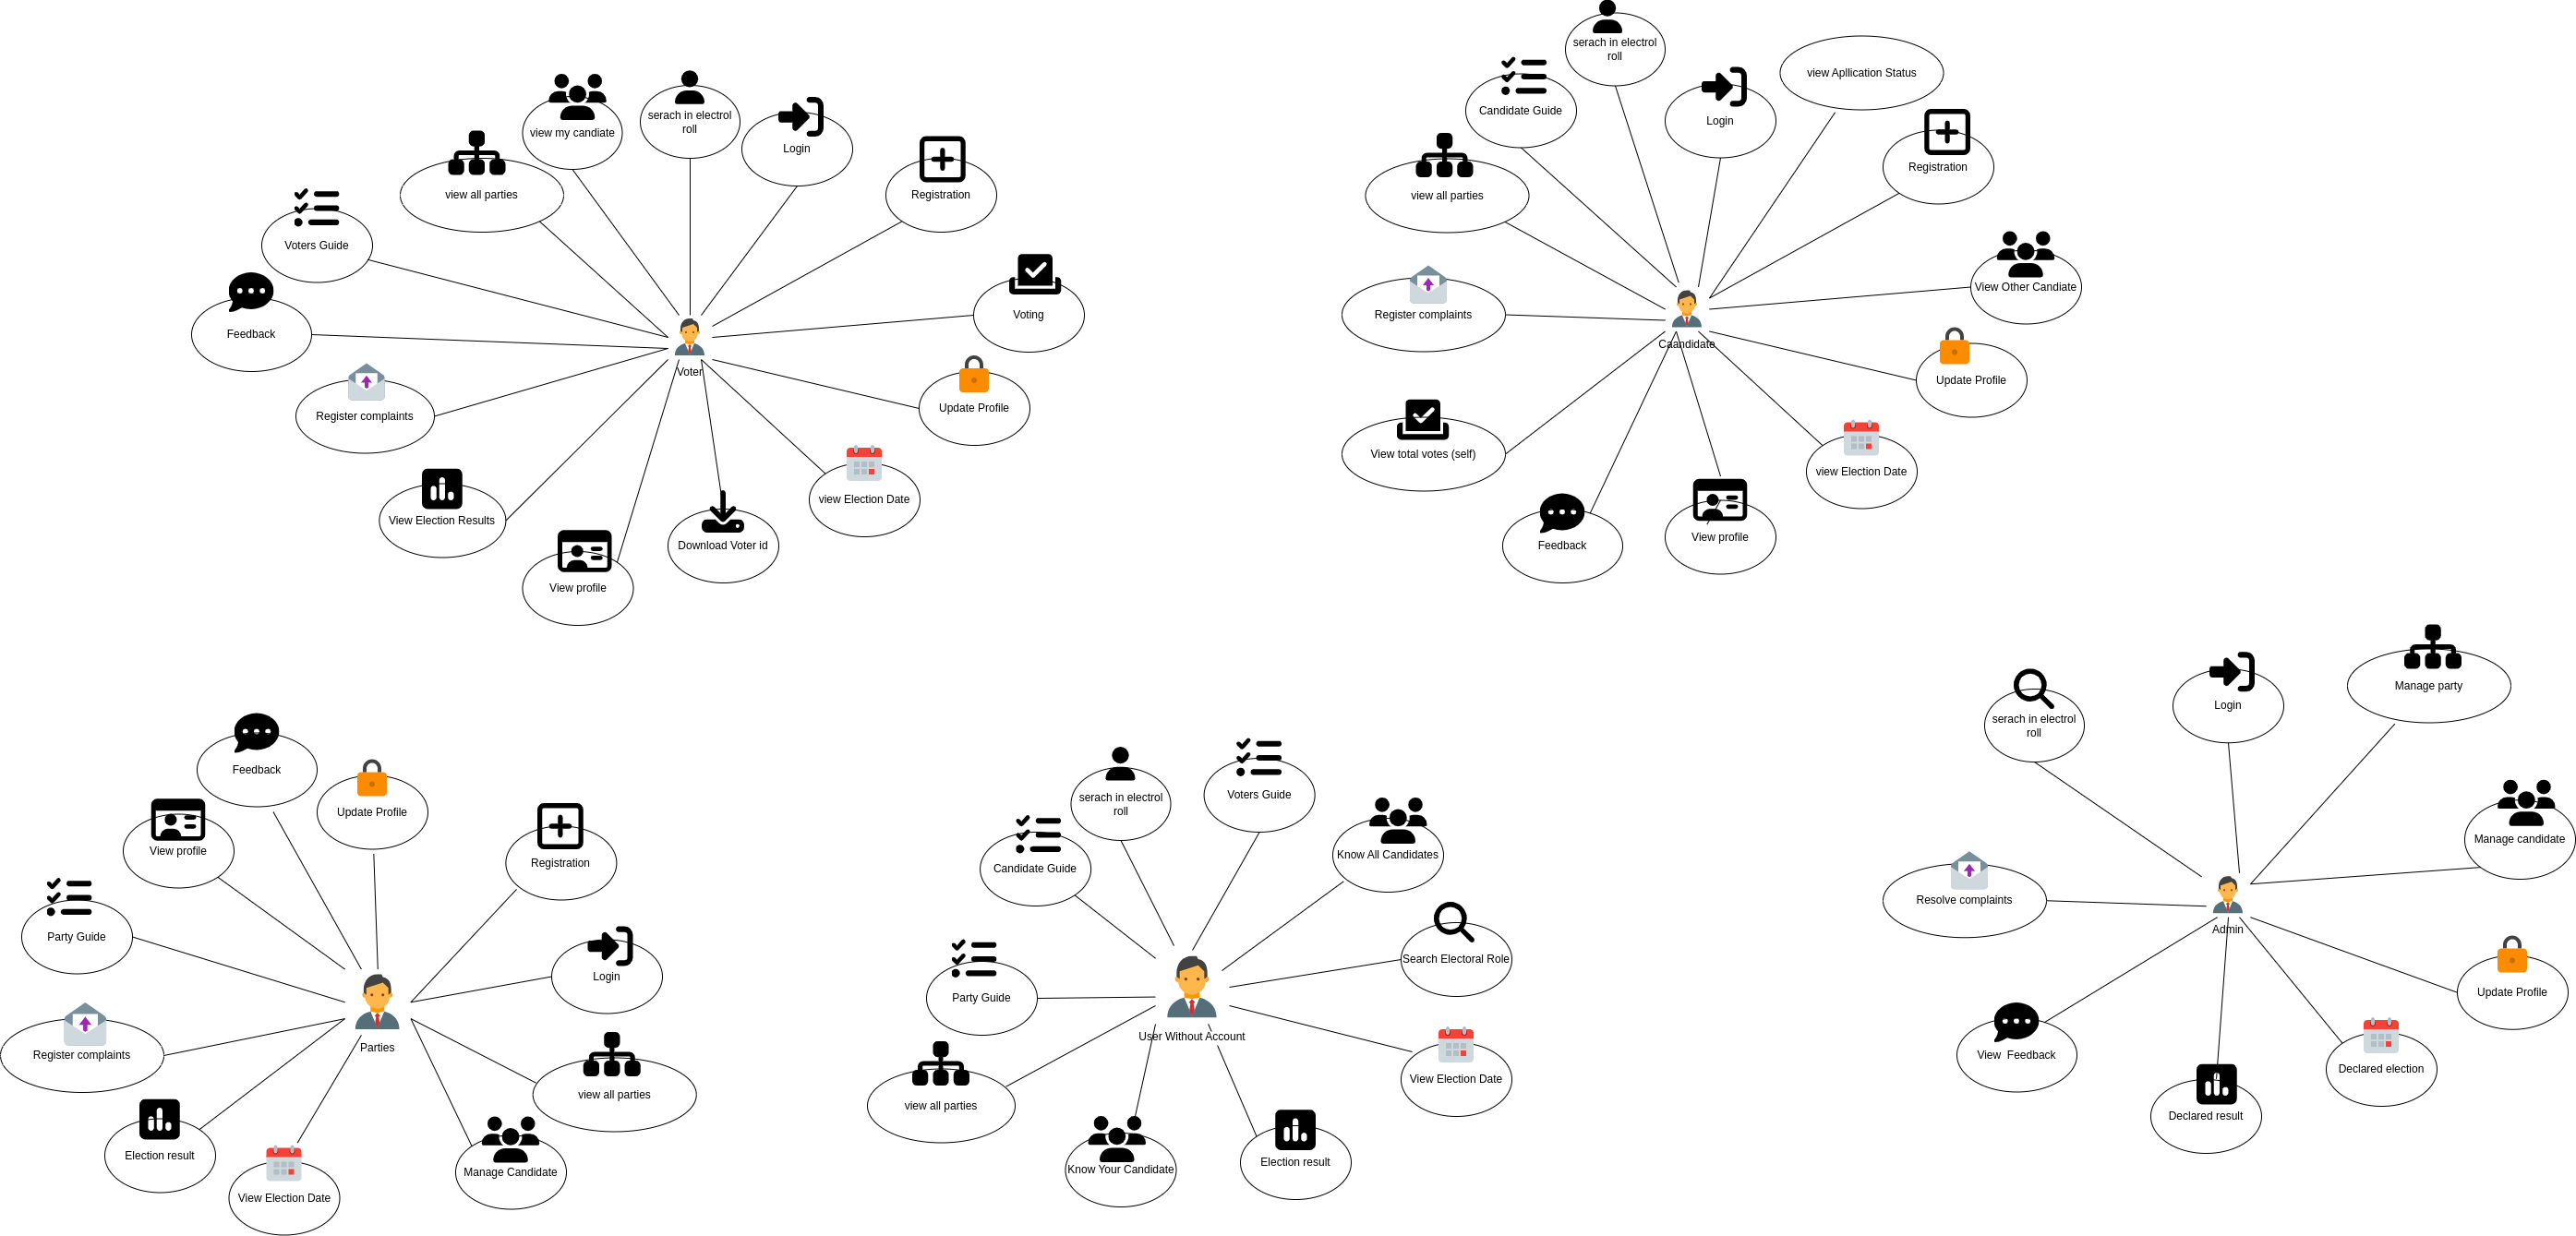 view my candiate
serach in electrol
roll
Login
view all parties
Registration
Voters Guide
Feedback
Voting
Voter
Register complaints
Update Profile
View Election Results
view Election Date
View profile
Download Voter id
serach in electrol
roll
view Apllication Status
Candidate Guide
Login
Registration
view all parties
View Other Candiate
Register complaints
Caandidate
Update Profile
View total votes (self)
view Election Date
Feedback
View profile
Feedback
Update Profile
View profile
Registration
Party Guide
Login
Parties
Register complaints
view all parties
Election result
Manage Candidate
View Election Date
serach in electrol
roll
Voters Guide
Candidate Guide
Know All Candidates
Search Electoral Role
Party Guide
User Without Account
View Election Date
view all parties
Know Your Candidate
Election result
serach in electrol
roll
Login
Manage party
Manage candidate
Resolve complaints
Admin
Update Profile
View  Feedback
Declared election
Declared result